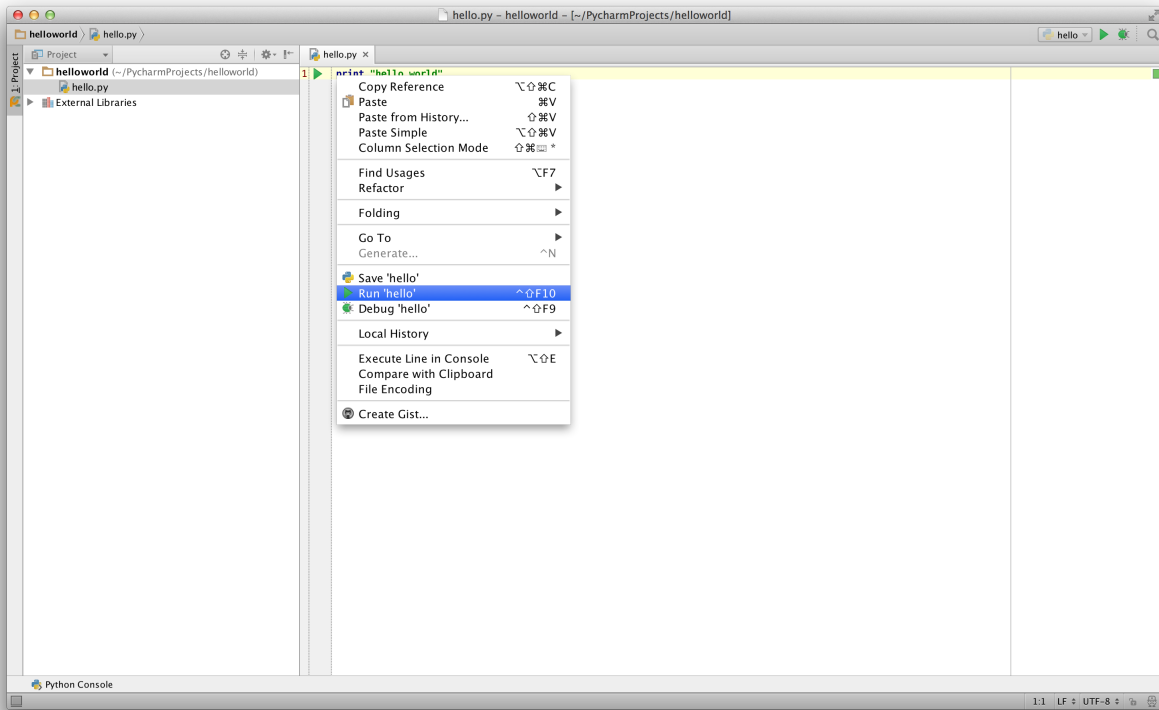 hello.py – helloworld – [~/PycharmProjects/helloworld]
helloworld hello.py hello
1: Project
Project
hello.py
helloworld (~/PycharmProjects/helloworld)
hello.py
External Libraries
1 print "hello world"
Copy Reference ⌥⇧⌘C
Paste ⌘V
Paste from History... ⇧⌘V
Paste Simple ⌥⇧⌘V
Column Selection Mode ⇧⌘⌨ *
Find Usages ⌥F7
Refactor
Folding
Go To
Generate... ^N
Save 'hello'
Run 'hello' ^⇧F10
Debug 'hello' ^⇧F9
Local History
Execute Line in Console ⌥⇧E
Compare with Clipboard
File Encoding
Create Gist...
Python Console
1:1 LF UTF-8